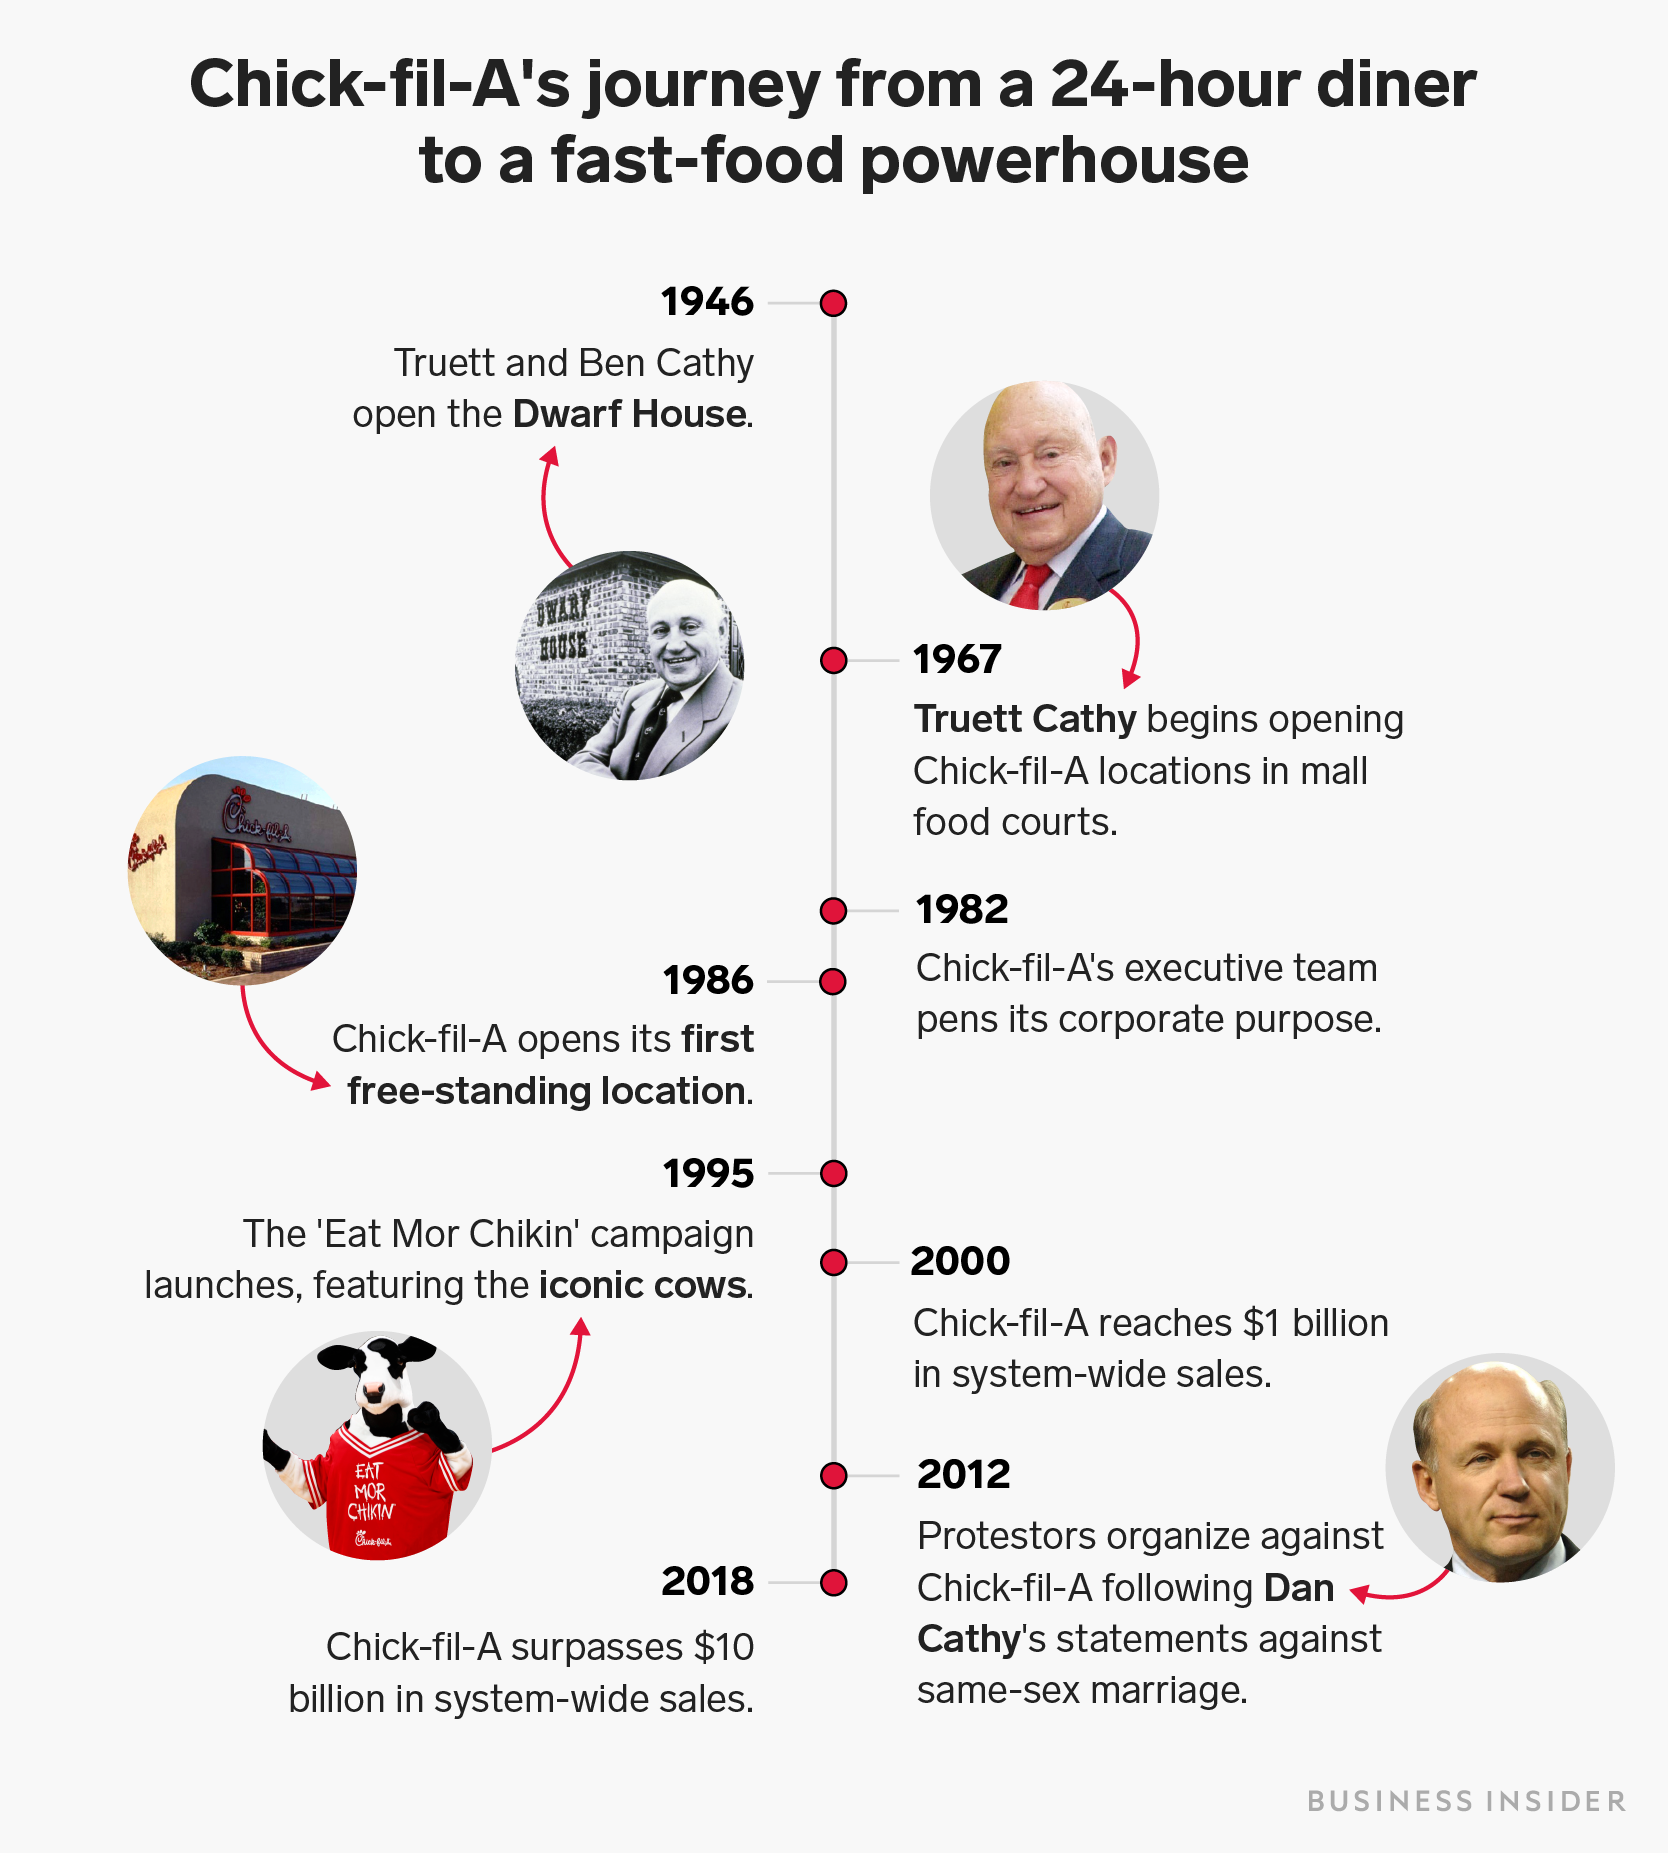 Chick-fil-A's journey from a 24-hour diner
to a fast-food powerhouse
1946
Truett and Ben Cathy
open the Dwarf House.
DWARF
HOUSE
1967
Truett Cathy begins opening
Chick-fil-A locations in mall
food courts.
Chick-fil-A
Chick-fil-A
1982
Chick-fil-A's executive team
pens its corporate purpose.
1986
Chick-fil-A opens its first
free-standing location.
1995
The 'Eat Mor Chikin' campaign
launches, featuring the iconic cows.
EAT
MOR
CHIKIN
Chick-fil-A
2000
Chick-fil-A reaches $1 billion
in system-wide sales.
2012
Protestors organize against
Chick-fil-A following Dan
Cathy's statements against
same-sex marriage.
2018
Chick-fil-A surpasses $10
billion in system-wide sales.
BUSINESS INSIDER